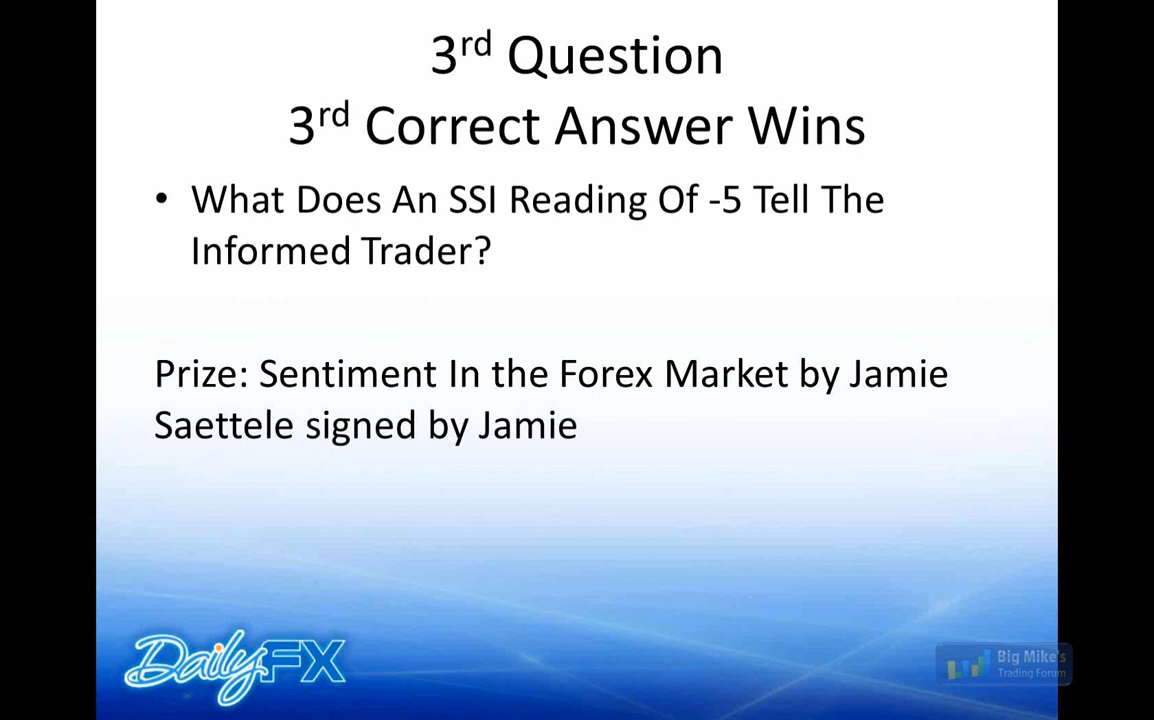 3rd Question
3rd Correct Answer Wins
• What Does An SSI Reading Of -5 Tell The
Informed Trader?
Prize: Sentiment In the Forex Market by Jamie
Saettele signed by Jamie
DailyFX
Big Mike's
Trading Forum